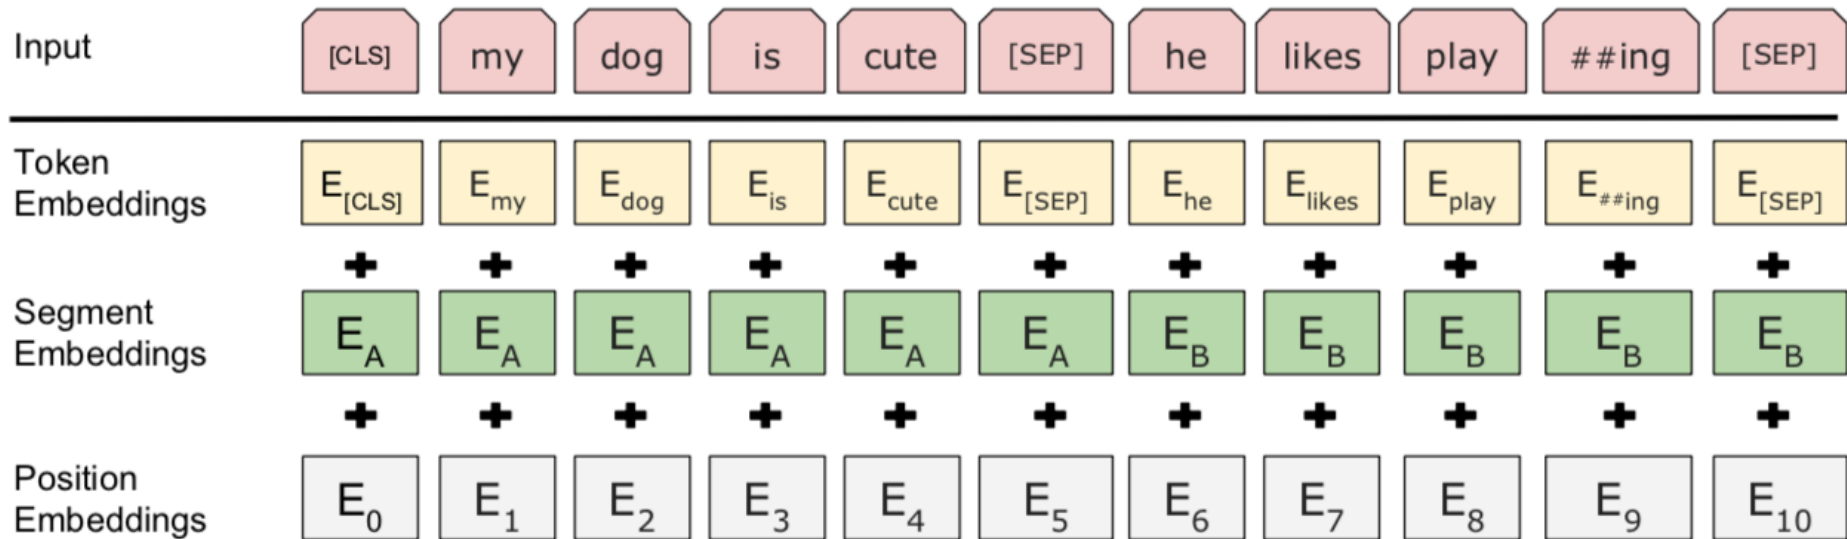 Input [CLS] my dog is cute [SEP] he likes play ##ing [SEP]
Token
Embeddings E[CLS] Emy Edog Eis Ecute E[SEP] Ehe Elikes Eplay E##ing E[SEP]
+ + + + + + + + + + +
Segment
Embeddings EA EA EA EA EA EA EB EB EB EB EB
+ + + + + + + + + + +
Position
Embeddings E0 E1 E2 E3 E4 E5 E6 E7 E8 E9 E10